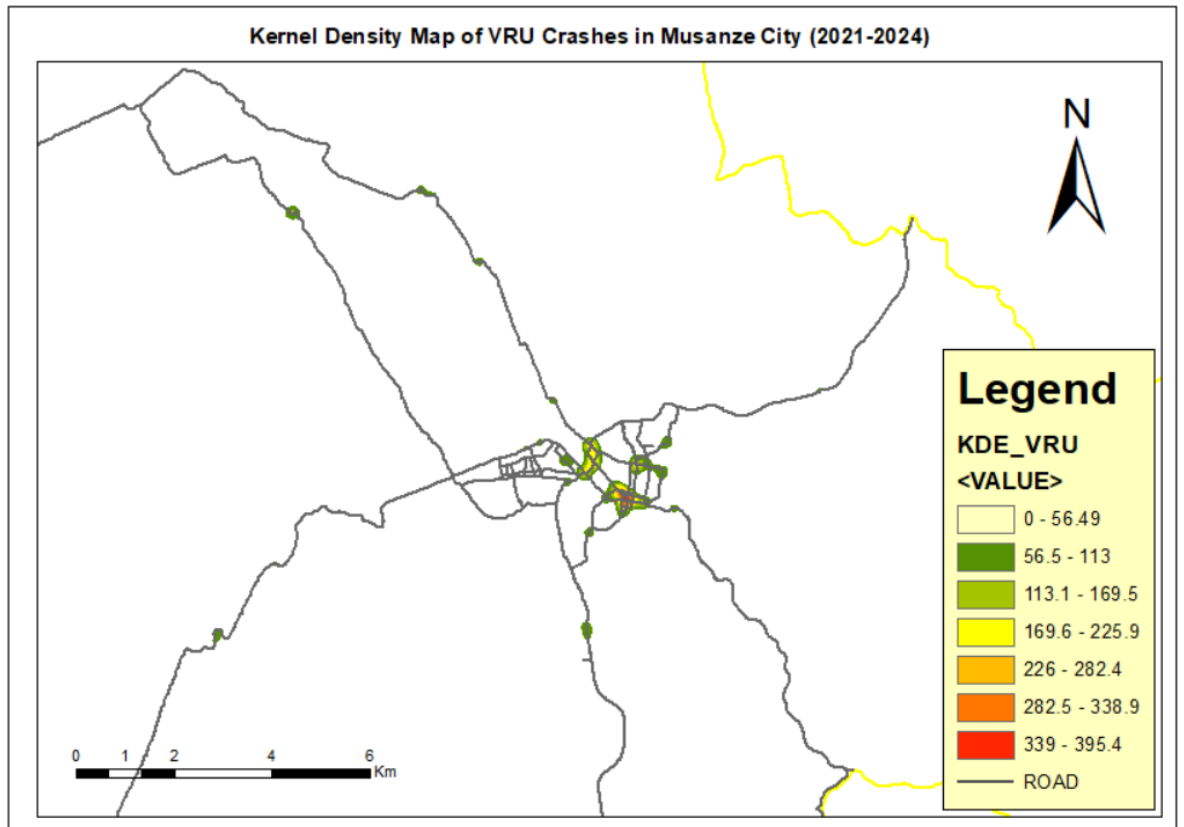 Kernel Density Map of VRU Crashes in Musanze City (2021-2024)
N
Legend
KDE_VRU
<VALUE>
0 - 56.49
56.5 - 113
113.1 - 169.5
169.6 - 225.9
226 - 282.4
282.5 - 338.9
339 - 395.4
ROAD
0 1 2 4 6
Km